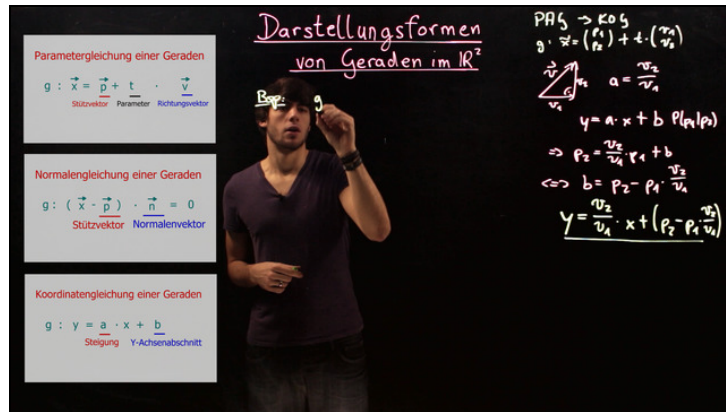 Darstellungsformen
von Geraden im ℝ²
Parametergleichung einer Geraden
g : x⃗ = p⃗ + t · v⃗
Stützvektor Parameter Richtungsvektor
Normalengleichung einer Geraden
g: ( x⃗ - p⃗ ) · n⃗ = 0
Stützvektor Normalenvektor
Koordinatengleichung einer Geraden
g : y = a · x + b
Steigung Y-Achsenabschnitt
Bsp: g
PAG → KOG
g: x⃗ = (p₁ p₂) + t · (v₁ v₂)
v⃗ v₂ a = v₂/v₁
v₁
y = a · x + b P(p₁|p₂)
⇒ p₂ = v₂/v₁ · p₁ + b
⇔ b = p₂ - p₁ · v₂/v₁
y = v₂/v₁ · x + (p₂ - p₁ · v₂/v₁)